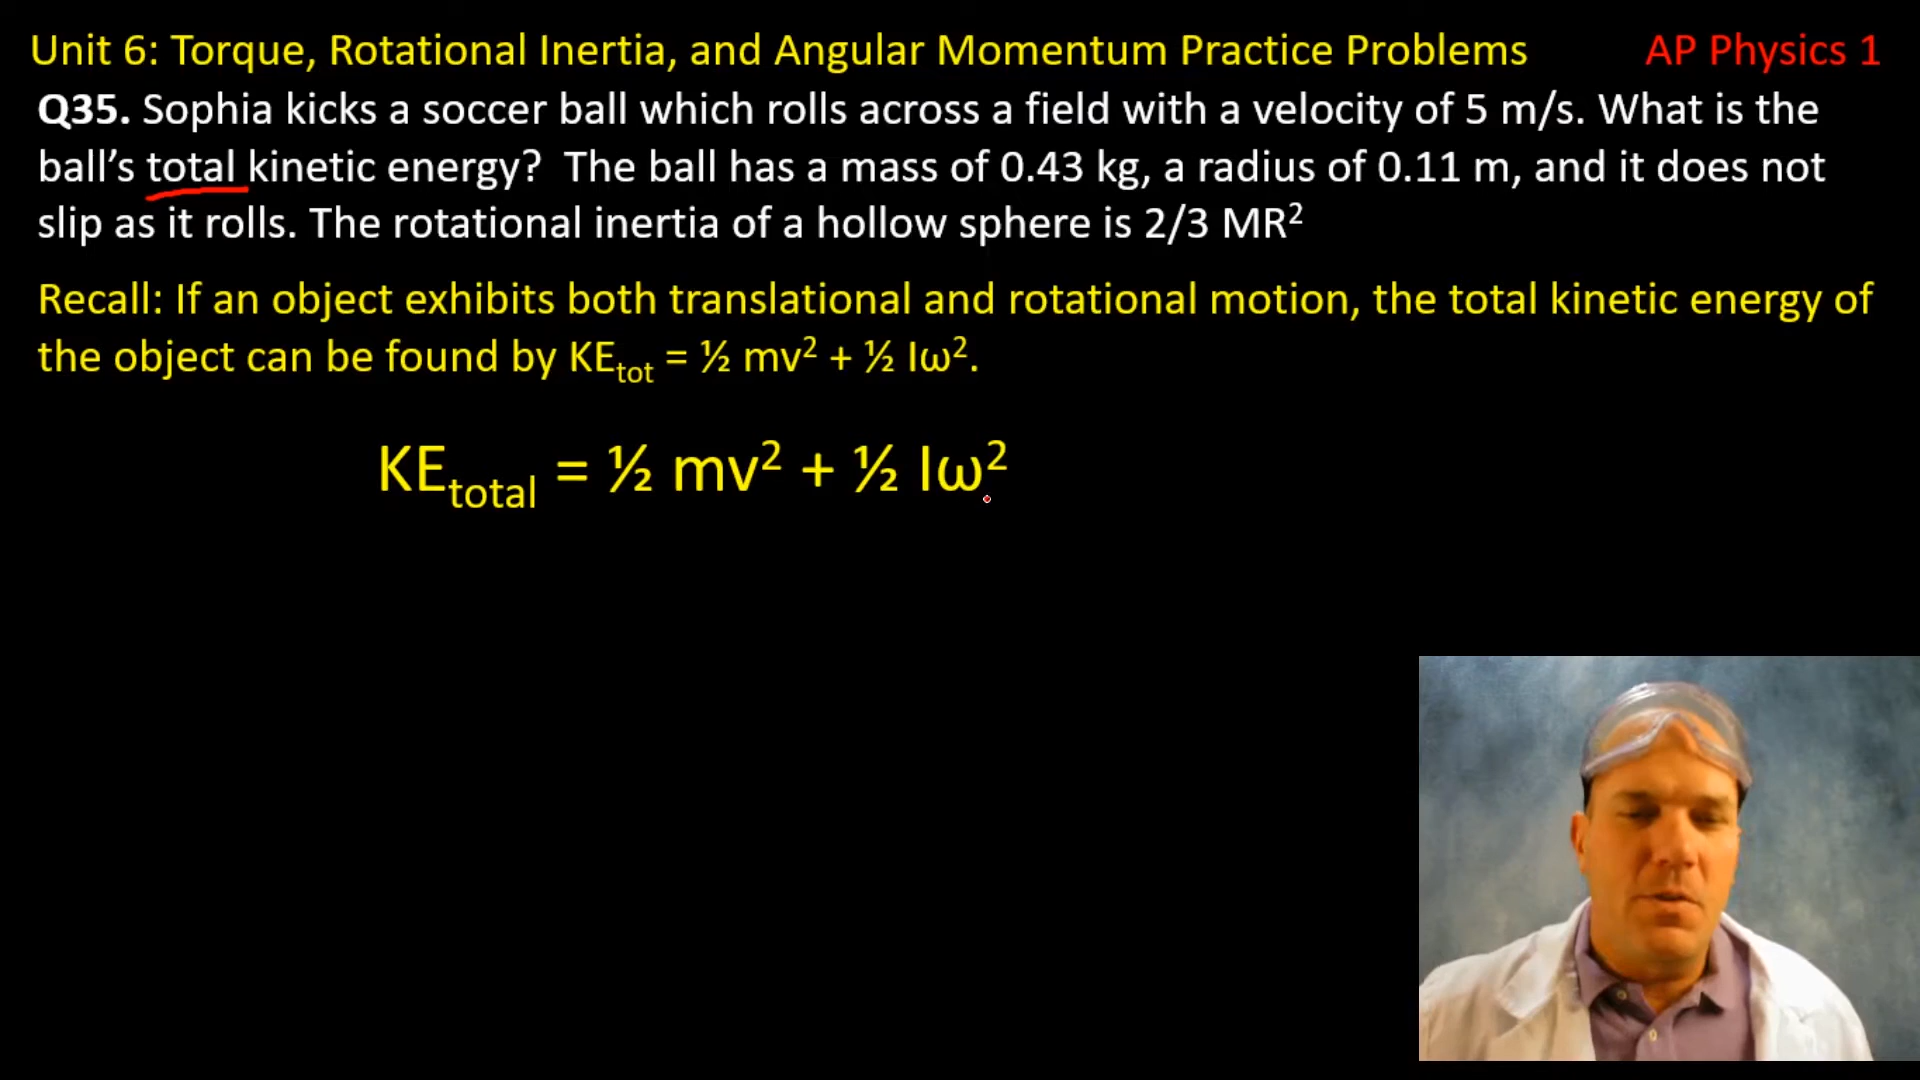 Unit 6: Torque, Rotational Inertia, and Angular Momentum Practice Problems AP Physics 1
Q35. Sophia kicks a soccer ball which rolls across a field with a velocity of 5 m/s. What is the
ball’s total kinetic energy?  The ball has a mass of 0.43 kg, a radius of 0.11 m, and it does not
slip as it rolls. The rotational inertia of a hollow sphere is 2/3 MR²
Recall: If an object exhibits both translational and rotational motion, the total kinetic energy of
the object can be found by KEtot = ½ mv² + ½ Iω².
KEtotal = ½ mv² + ½ Iω²